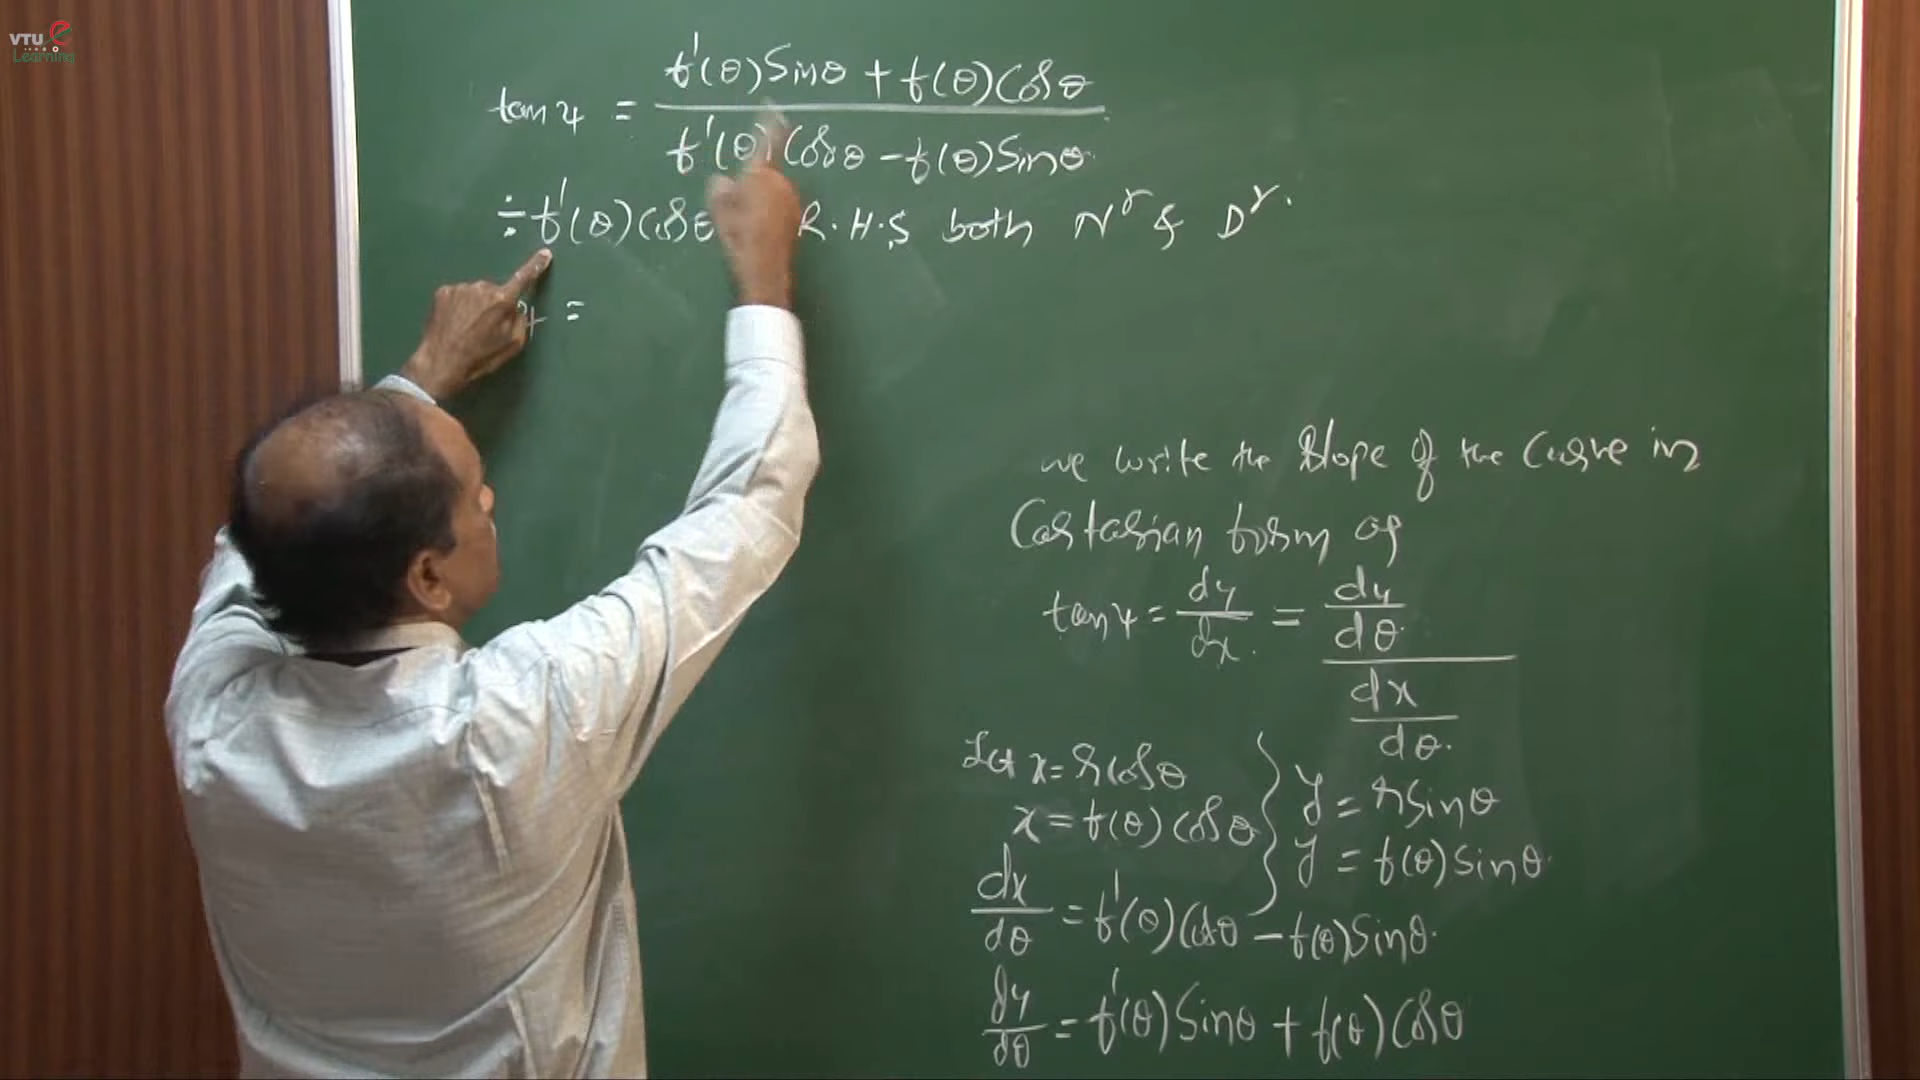 VTU e
Learning
tan ψ = f'(θ) Sinθ + f(θ) Cosθ
f'(θ) Cosθ - f(θ) Sinθ
÷ f'(θ) Cosθ R.H.S both Nʳ & Dʳ.
ψ =
we write the Slope of the Curve in
Cartesian form as
tan ψ = dy/dx = dy/dθ
dx/dθ
Let x = r cosθ
x = f(θ) cosθ
y = r sinθ
y = f(θ) sinθ
dx/dθ = f'(θ) Cosθ - f(θ) Sinθ
dy/dθ = f'(θ) Sinθ + f(θ) Cosθ